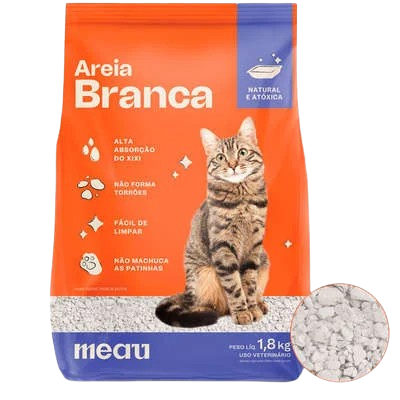 Areia
Branca
NATURAL
E ATÓXICA
ALTA
ABSORÇÃO
DO XIXI
NÃO FORMA
TORRÕES
FÁCIL DE
LIMPAR
NÃO MACHUCA
AS PATINHAS
meau
PESO LÍQ. 1,8 kg
USO VETERINÁRIO